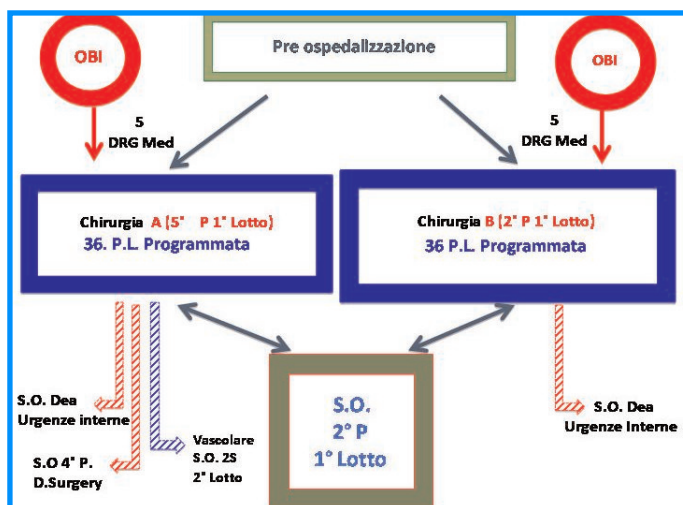 OBI
Pre ospedalizzazione
OBI
5
DRG Med
5
DRG Med
Chirurgia A (5° P 1° Lotto)
36. P.L. Programmata
Chirurgia B (2° P 1° Lotto)
36 P.L. Programmata
S.O. Dea
Urgenze interne
S.O 4° P.
D.Surgery
Vascolare
S.O. 2S
2° Lotto
S.O.
2° P
1° Lotto
S.O. Dea
Urgenze Interne